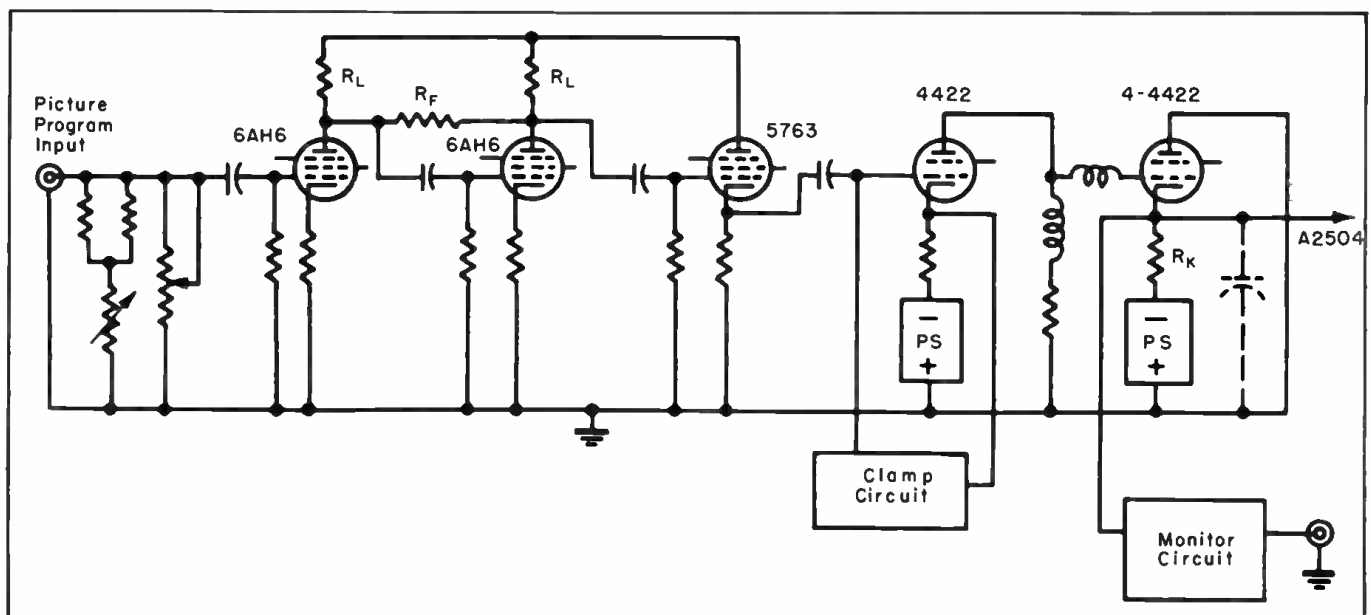 Picture
Program
Input
6AH6
R_L
R_F
6AH6
R_L
5763
4422
PS
4-4422
R_K
PS
A2504
Clamp
Circuit
Monitor
Circuit